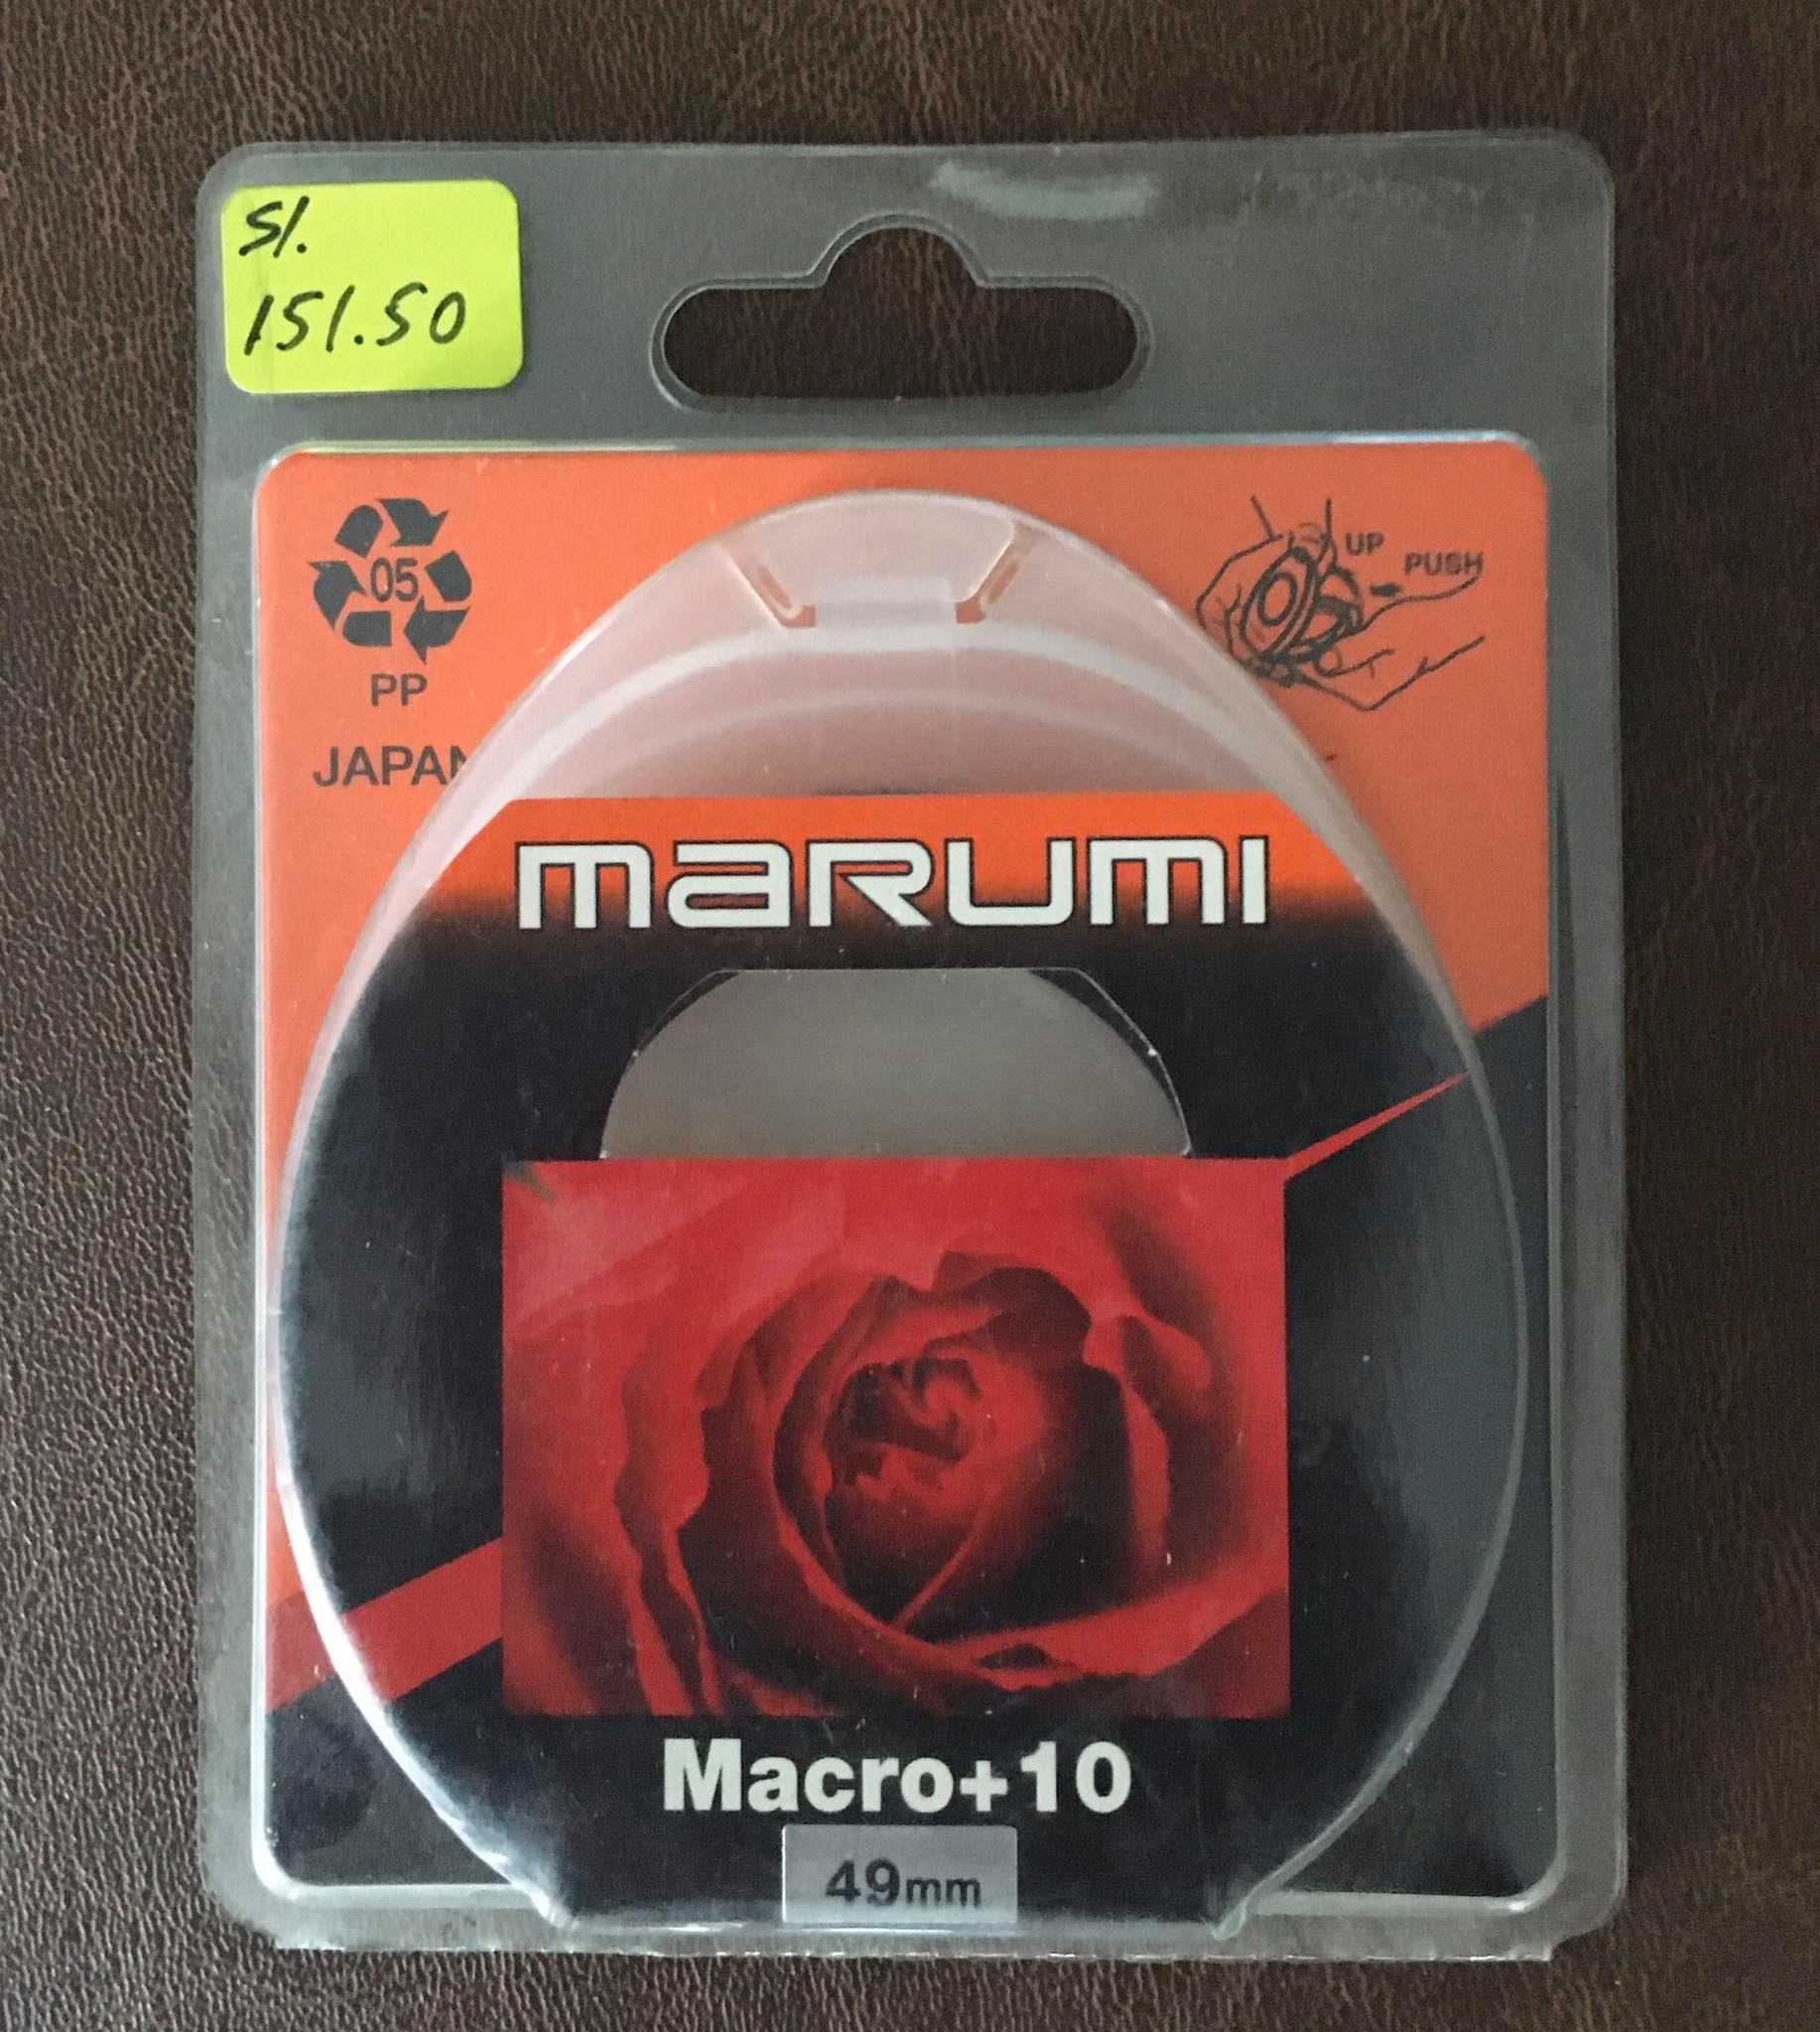 S/.
151.50
05
PP
JAPAN
UP
PUSH
marumi
Macro+10
49mm